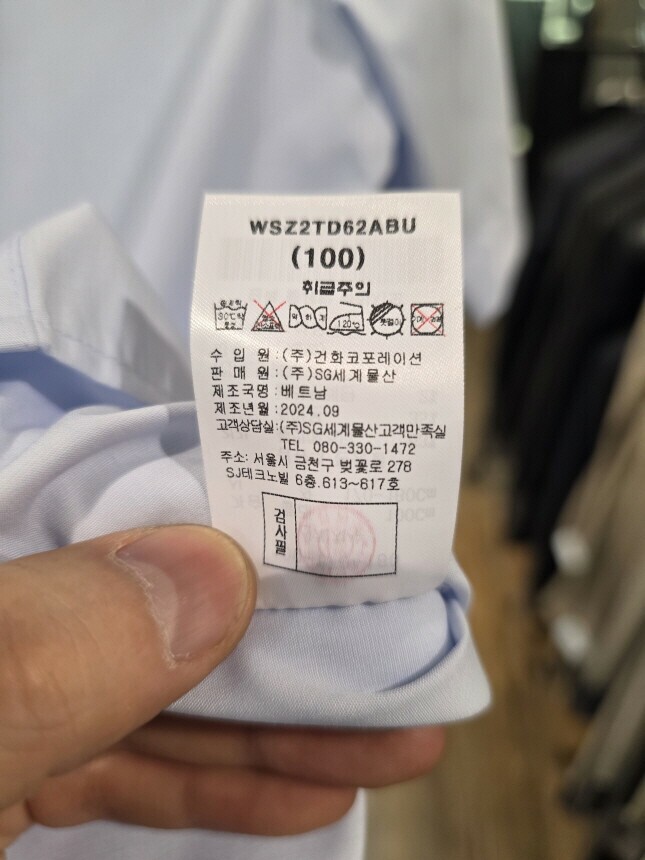 WSZ2TD62ABU
(100)
취급주의
120℃
수 입 원 : (주)건화코포레이션
판 매 원 : (주)SG세계물산
제조국명 : 베트남
제조년월 : 2024.09
고객상담실:(주)SG세계물산고객만족실
TEL 080-330-1472
주소: 서울시 금천구 벚꽃로 278
SJ테크노빌 6층.613~617호
검사필